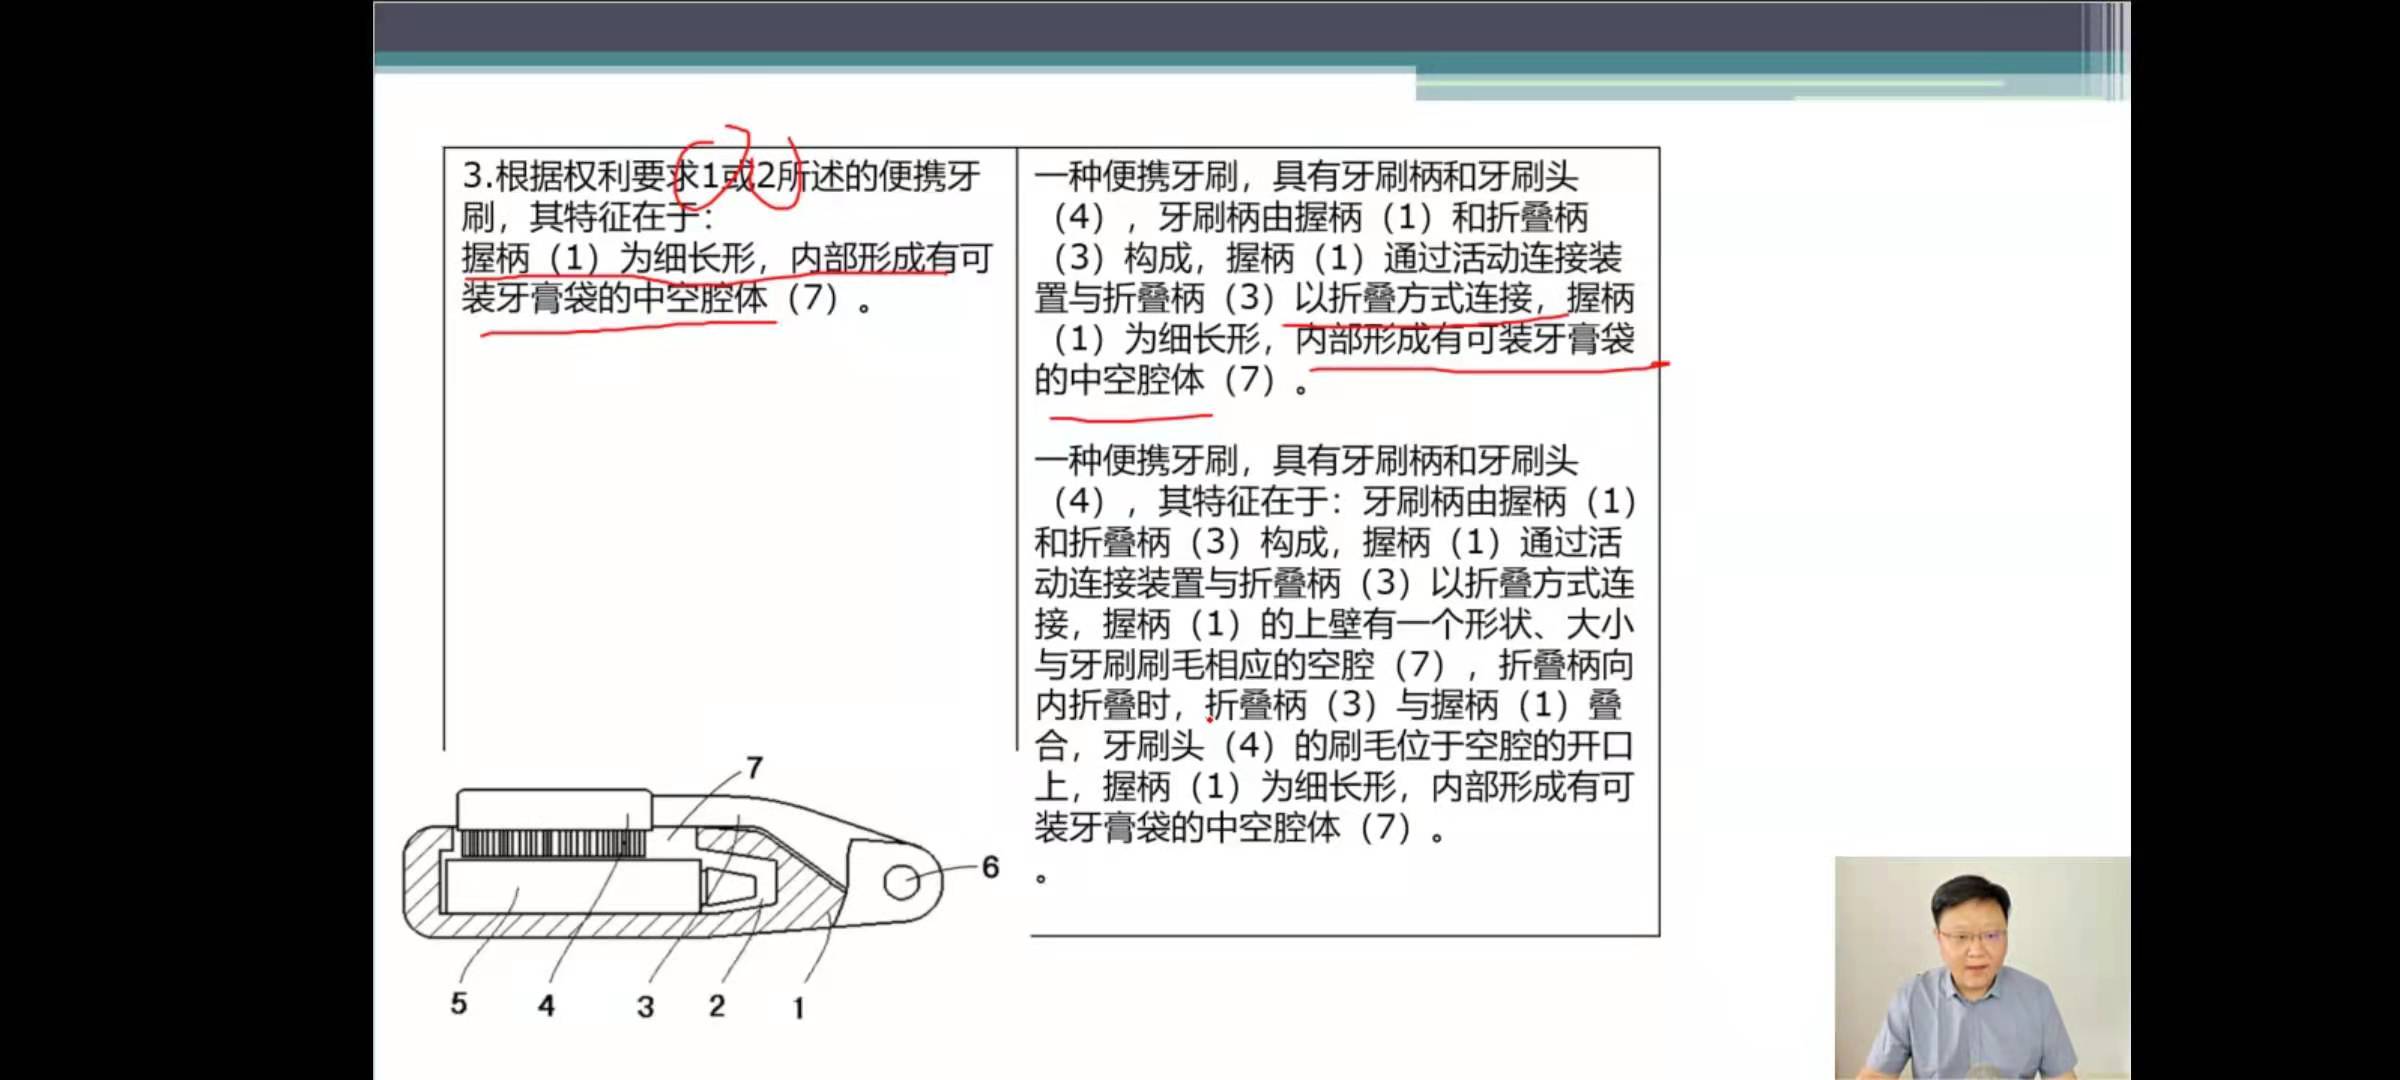 3.根据权利要求1或2所述的便携牙
刷，其特征在于：
握柄（1）为细长形，内部形成有可
装牙膏袋的中空腔体（7）。
一种便携牙刷，具有牙刷柄和牙刷头
（4），牙刷柄由握柄（1）和折叠柄
（3）构成，握柄（1）通过活动连接装
置与折叠柄（3）以折叠方式连接，握柄
（1）为细长形，内部形成有可装牙膏袋
的中空腔体（7）。
一种便携牙刷，具有牙刷柄和牙刷头
（4），其特征在于：牙刷柄由握柄（1）
和折叠柄（3）构成，握柄（1）通过活
动连接装置与折叠柄（3）以折叠方式连
接，握柄（1）的上壁有一个形状、大小
与牙刷刷毛相应的空腔（7），折叠柄向
内折叠时，折叠柄（3）与握柄（1）叠
合，牙刷头（4）的刷毛位于空腔的开口
上，握柄（1）为细长形，内部形成有可
装牙膏袋的中空腔体（7）。
。
7
6
5 4 3 2 1